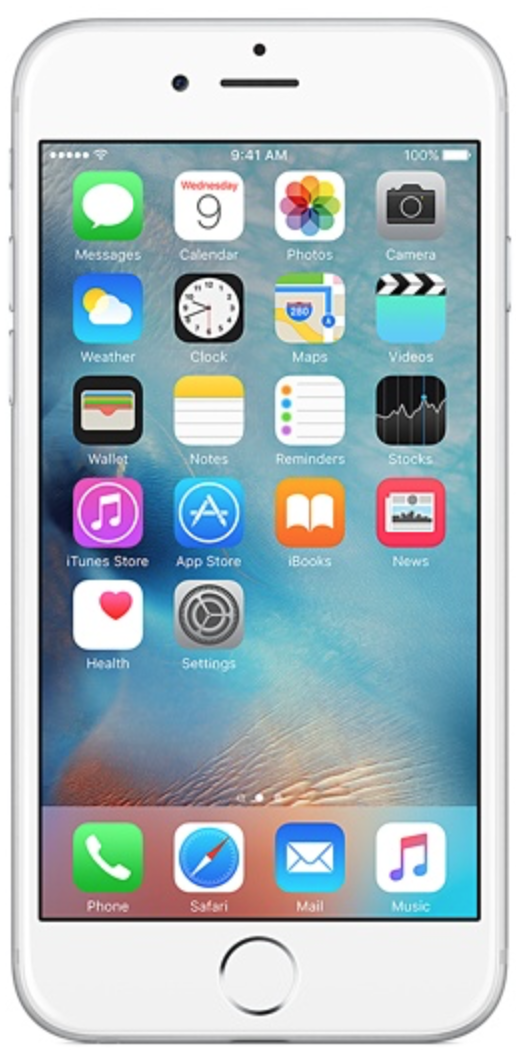 9:41 AM 100%
Wednesday
9
280
Messages Calendar Photos Camera
Weather Clock Maps Videos
Wallet Notes Reminders Stocks
iTunes Store App Store iBooks News
Health Settings
Phone Safari Mail Music